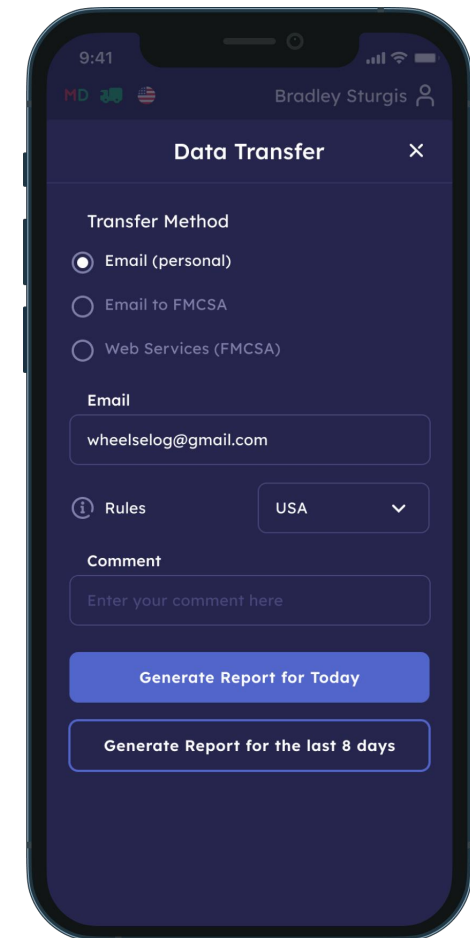 9:41
MD
Bradley Sturgis
Data Transfer
Transfer Method
Email (personal)
Email to FMCSA
Web Services (FMCSA)
Email
wheelselog@gmail.com
Rules
USA
Comment
Enter your comment here
Generate Report for Today
Generate Report for the last 8 days